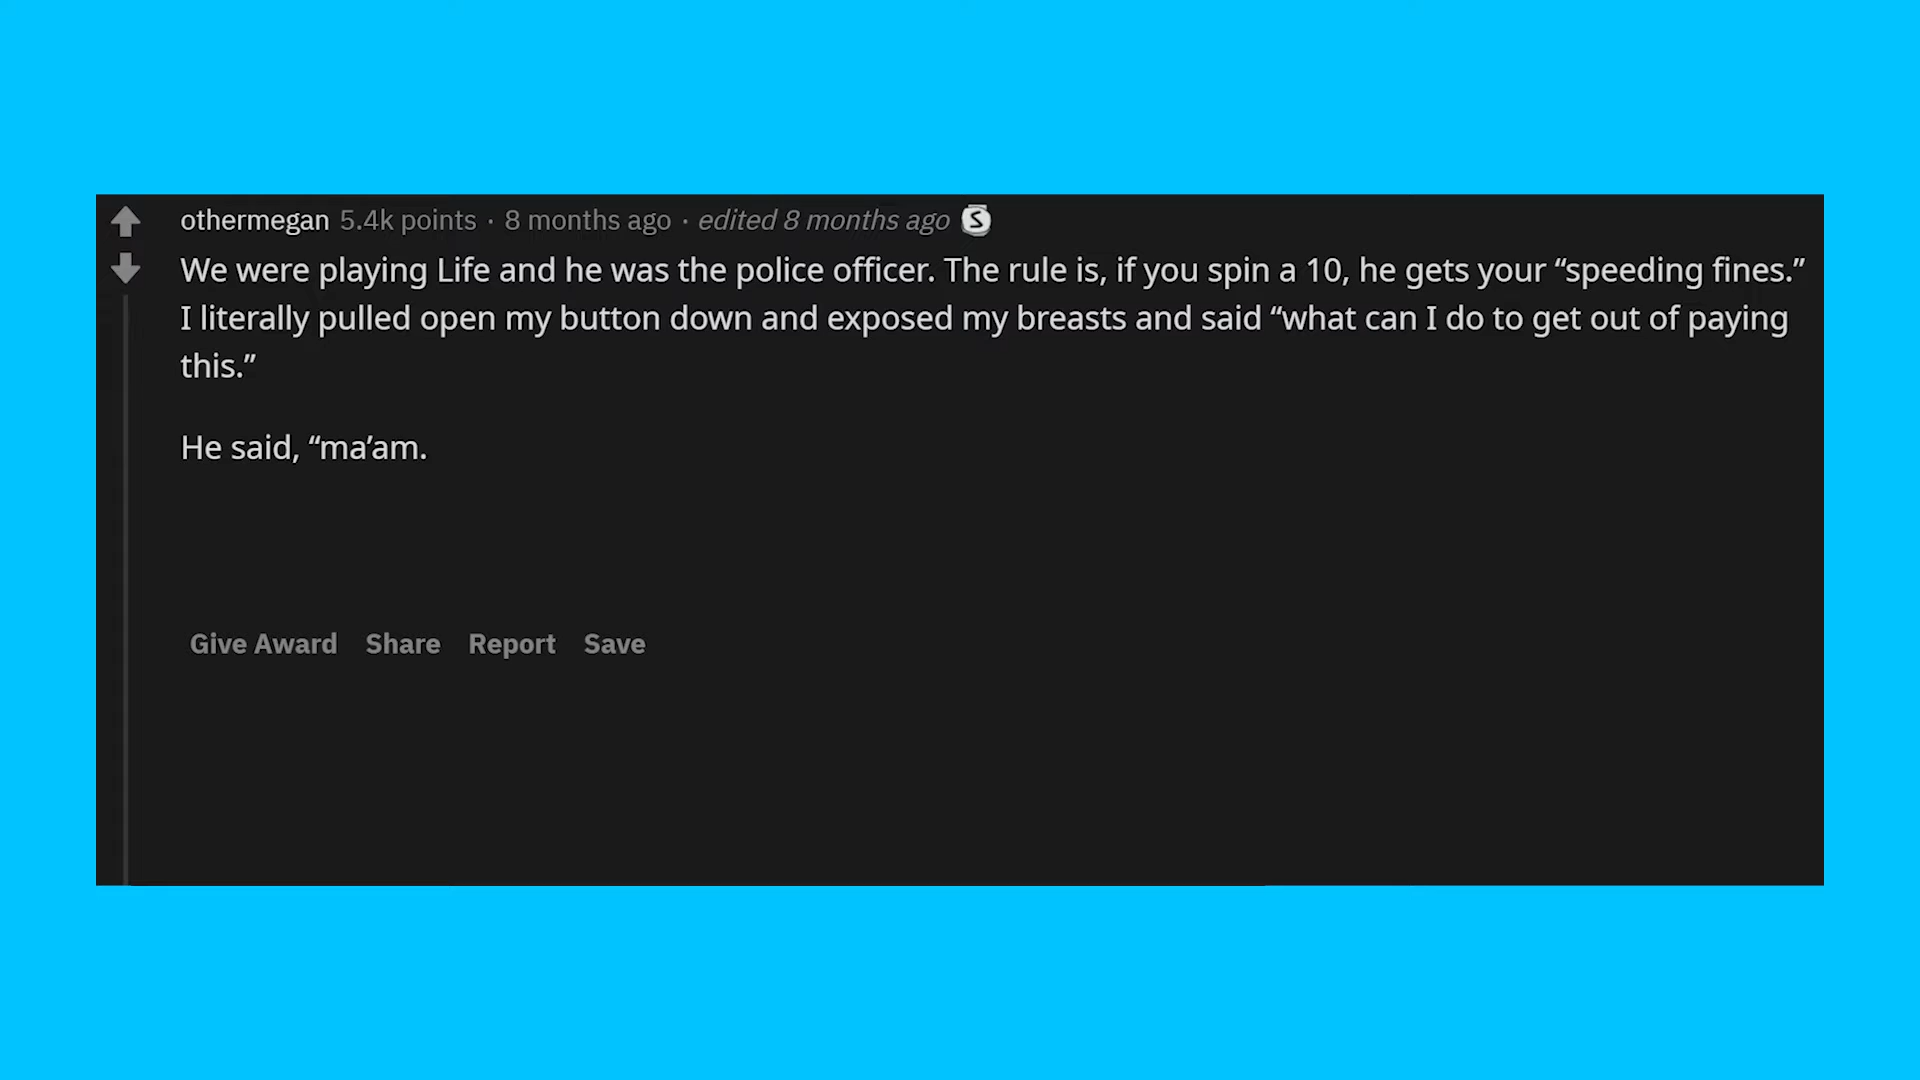 othermegan 5.4k points · 8 months ago · edited 8 months ago S
We were playing Life and he was the police officer. The rule is, if you spin a 10, he gets your “speeding fines.”
I literally pulled open my button down and exposed my breasts and said “what can I do to get out of paying
this.”
He said, “ma’am.
Give Award Share Report Save